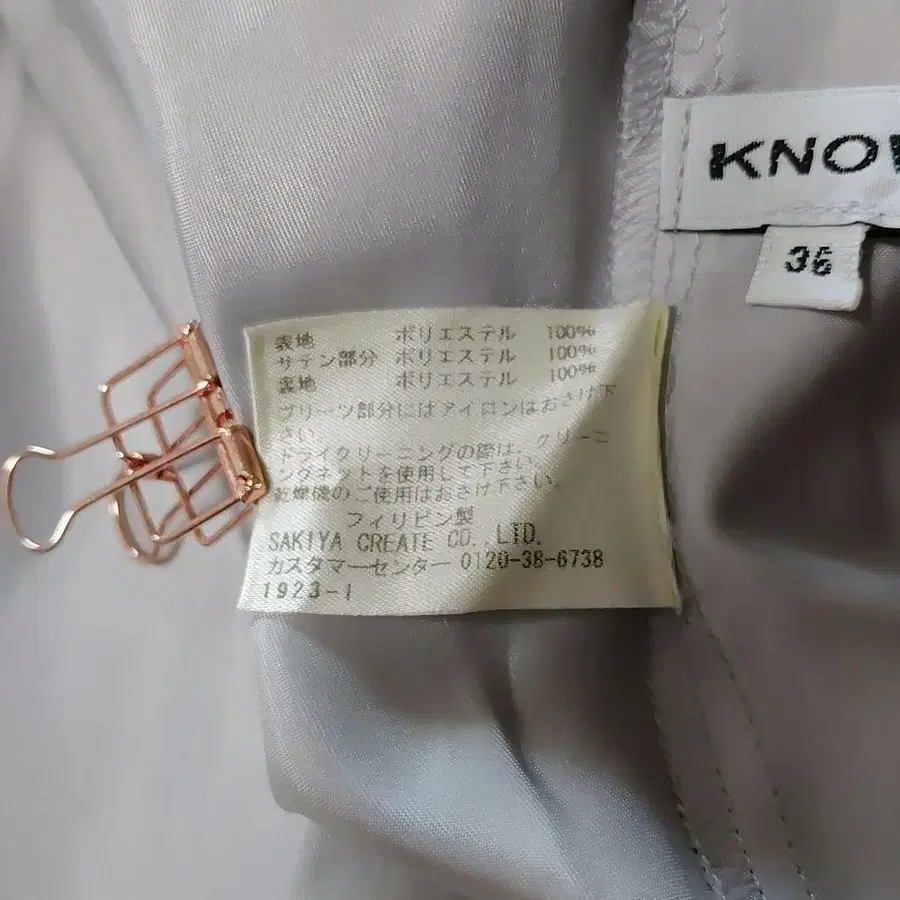 KNOW
36
表地 ポリエステル 100%
サテン部分 ポリエステル 100%
表地 ポリエステル 100%
プリーツ部分にはアイロンはおさけ下
さい。
ドライクリーニングの際は、クリーニ
ングネットを使用して下さい。
乾燥機のご使用はおさけ下さい。
フィリピン製
SAKIYA CREATE CO.,LTD.
カスタマーセンター 0120-38-6738
1923-1